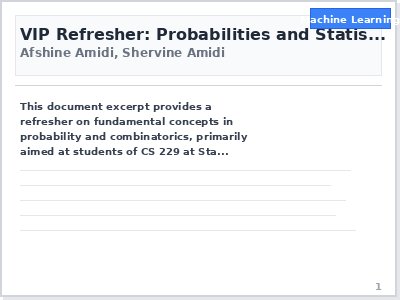 Machine Learning
VIP Refresher: Probabilities and Statis...
Afshine Amidi, Shervine Amidi
This document excerpt provides a
refresher on fundamental concepts in
probability and combinatorics, primarily
aimed at students of CS 229 at Sta...
1